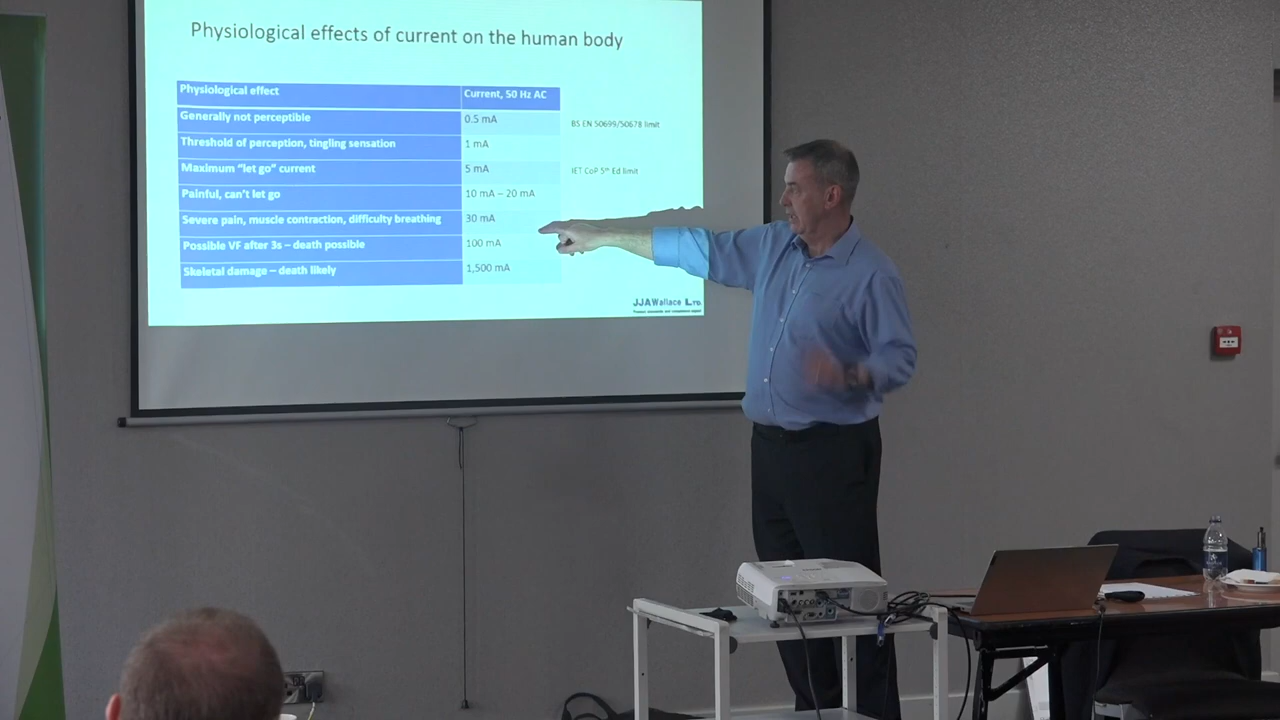 Physiological effects of current on the human body
Physiological effect Current, 50 Hz AC
Generally not perceptible 0.5 mA BS EN 50699/50678 limit
Threshold of perception, tingling sensation 1 mA
Maximum “let go” current 5 mA IET CoP 5th Ed limit
Painful, can’t let go 10 mA – 20 mA
Severe pain, muscle contraction, difficulty breathing 30 mA
Possible VF after 3s – death possible 100 mA
Skeletal damage – death likely 1,500 mA
JJAWallace LTD.